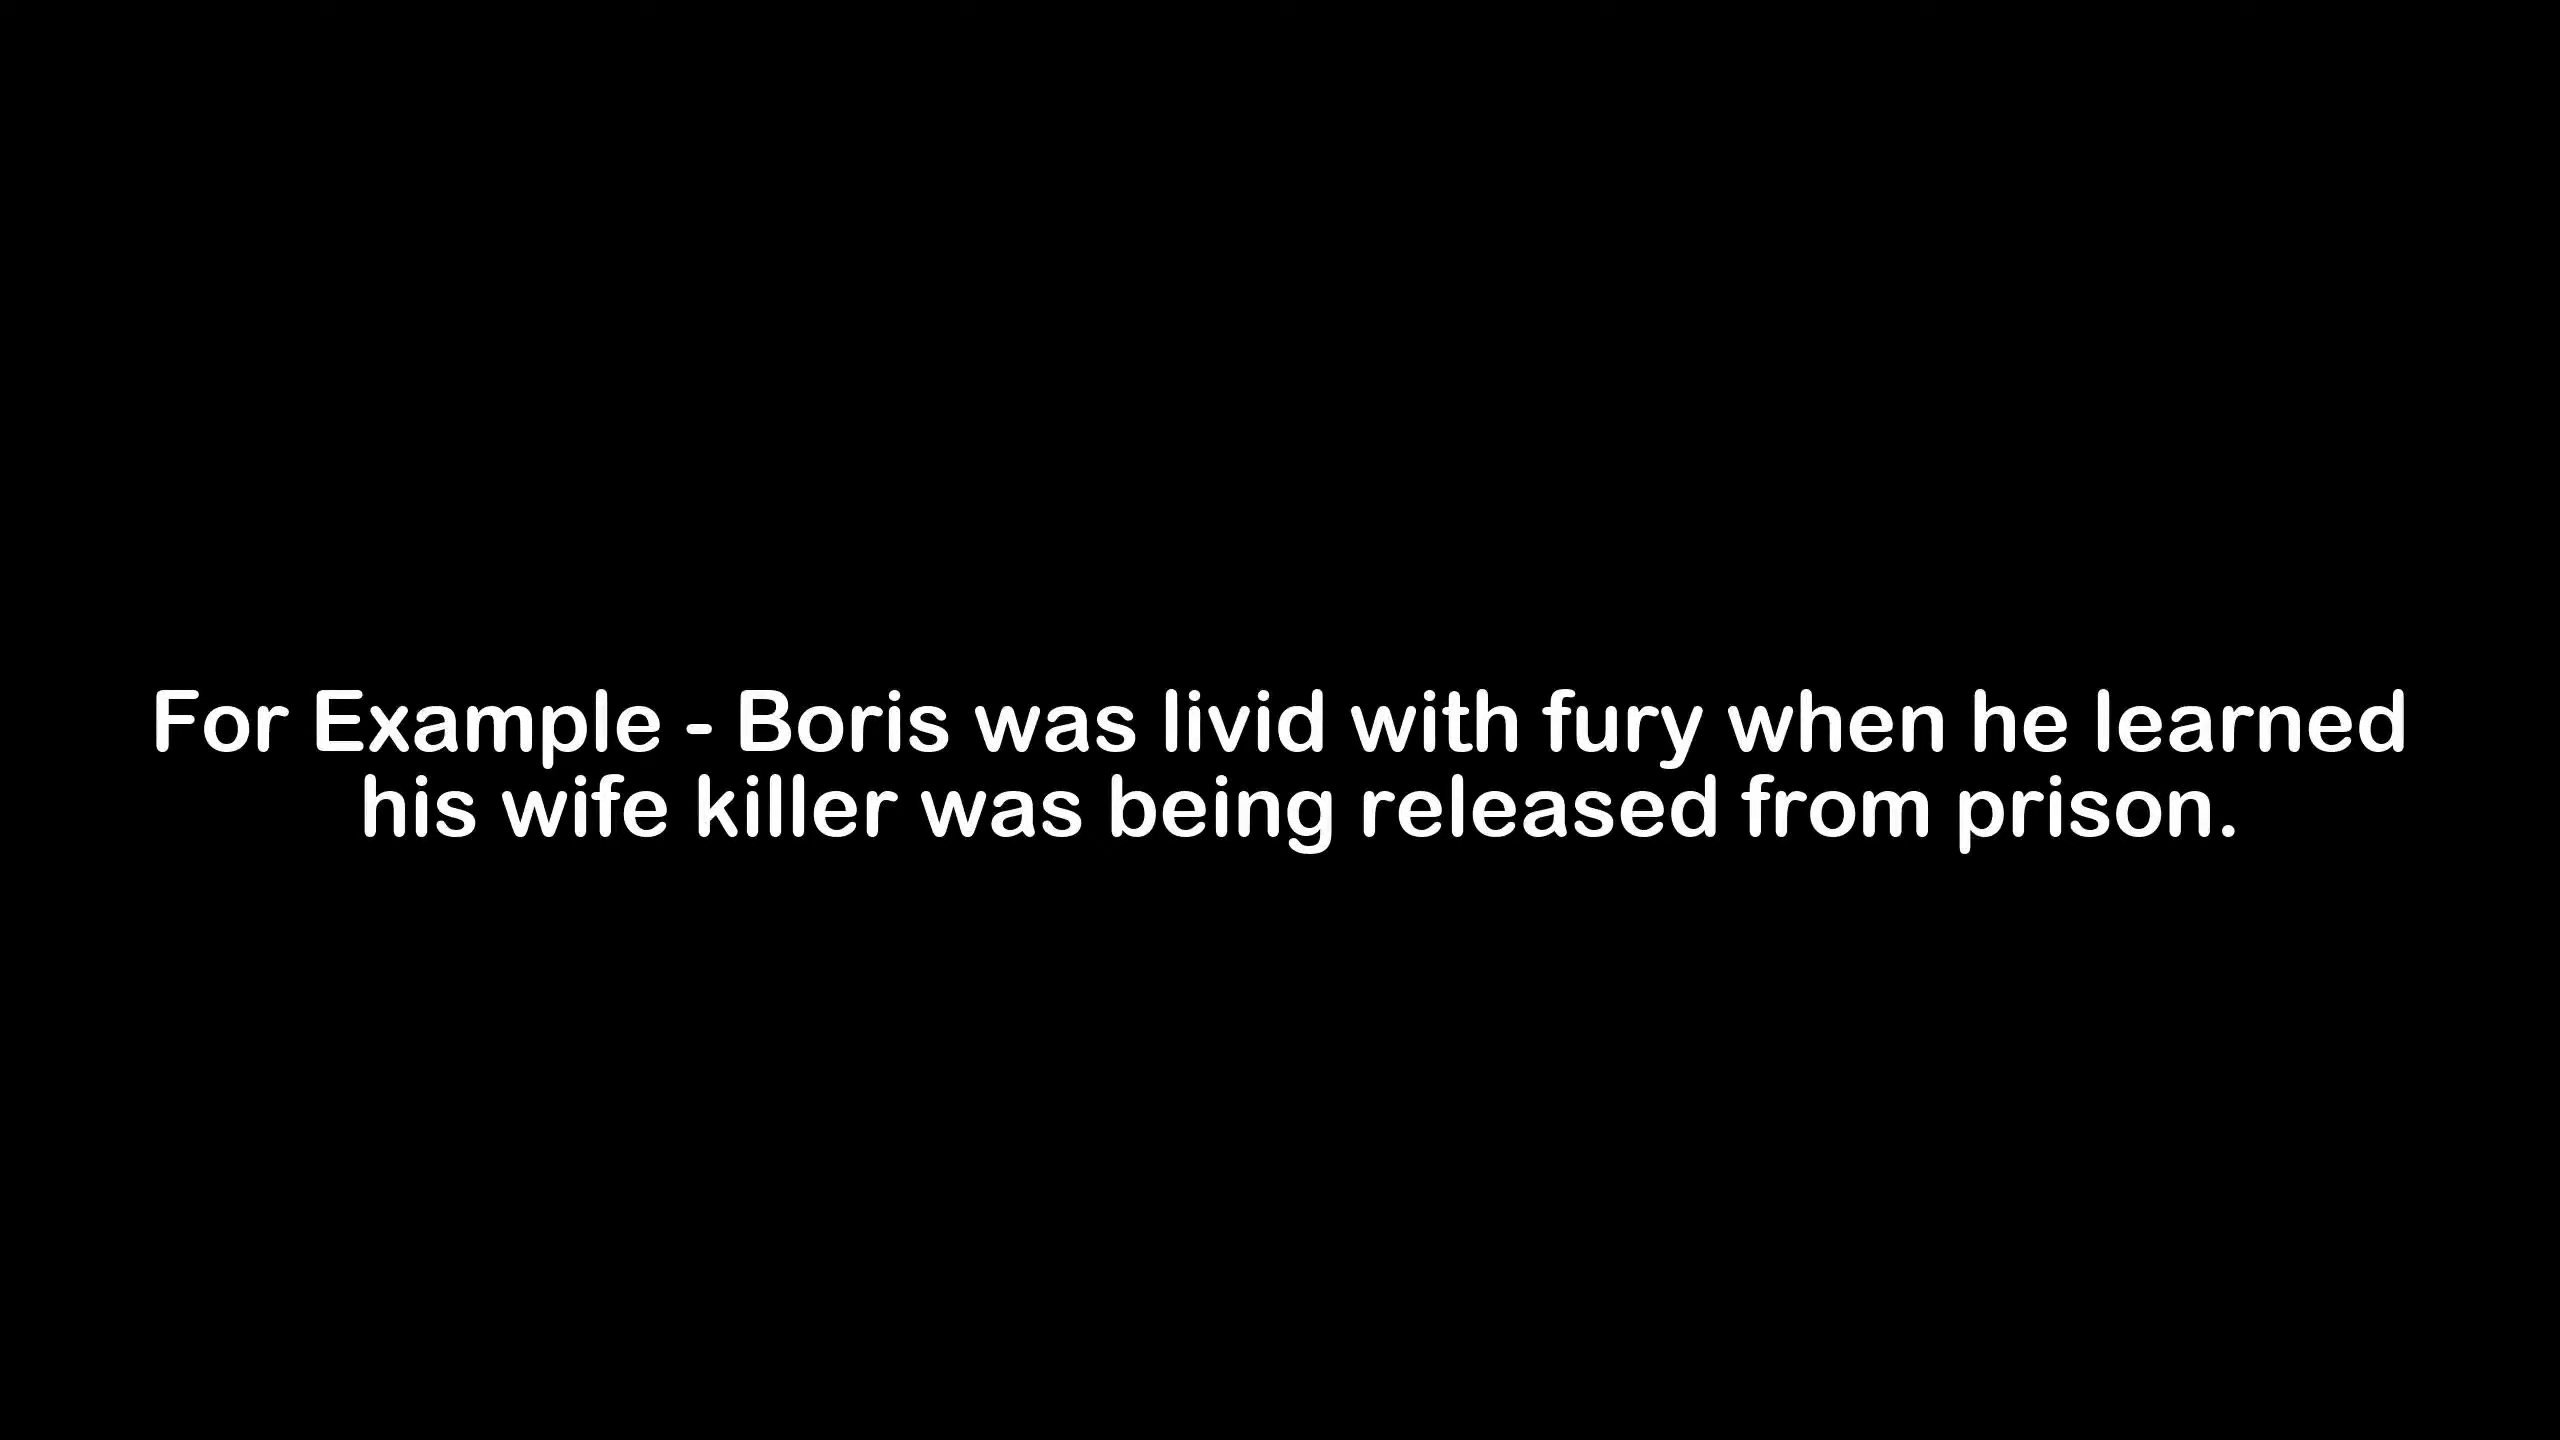 For Example - Boris was livid with fury when he learned
his wife killer was being released from prison.